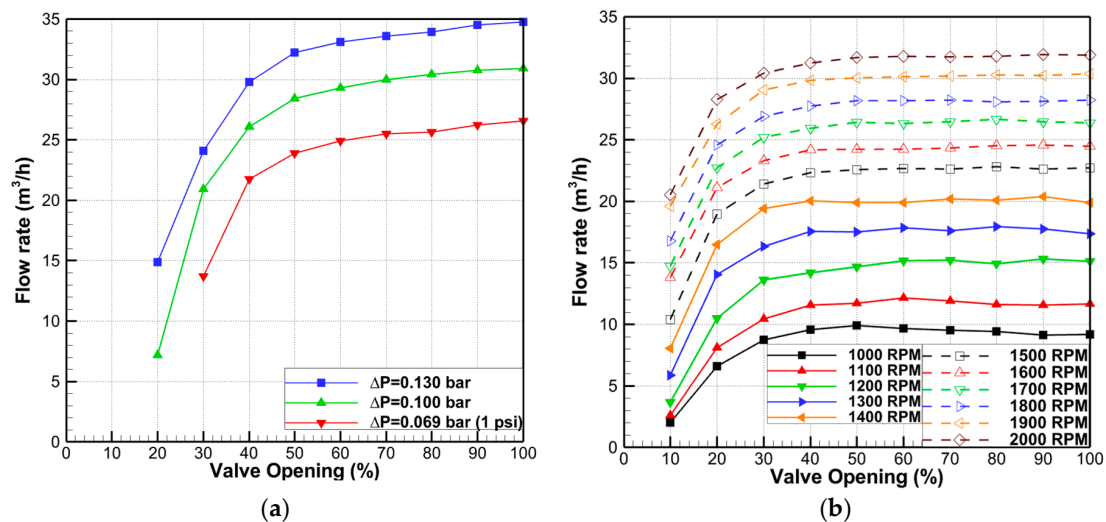 35
30
25
20
15
10
5
0
Flow rate (m³/h)
0 10 20 30 40 50 60 70 80 90 100
Valve Opening (%)
ΔP=0.130 bar
ΔP=0.100 bar
ΔP=0.069 bar (1 psi)
(a)
35
30
25
20
15
10
5
0
Flow rate (m³/h)
0 10 20 30 40 50 60 70 80 90 100
Valve Opening (%)
1000 RPM
1100 RPM
1200 RPM
1300 RPM
1400 RPM
1500 RPM
1600 RPM
1700 RPM
1800 RPM
1900 RPM
2000 RPM
(b)